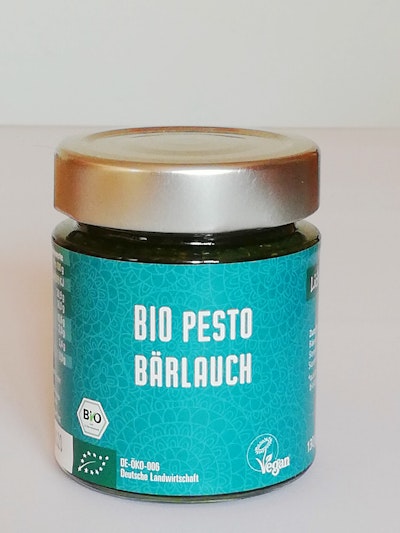 BIO PESTO
BÄRLAUCH
BiO
DE-ÖKO-006
Deutsche Landwirtschaft
Vegan